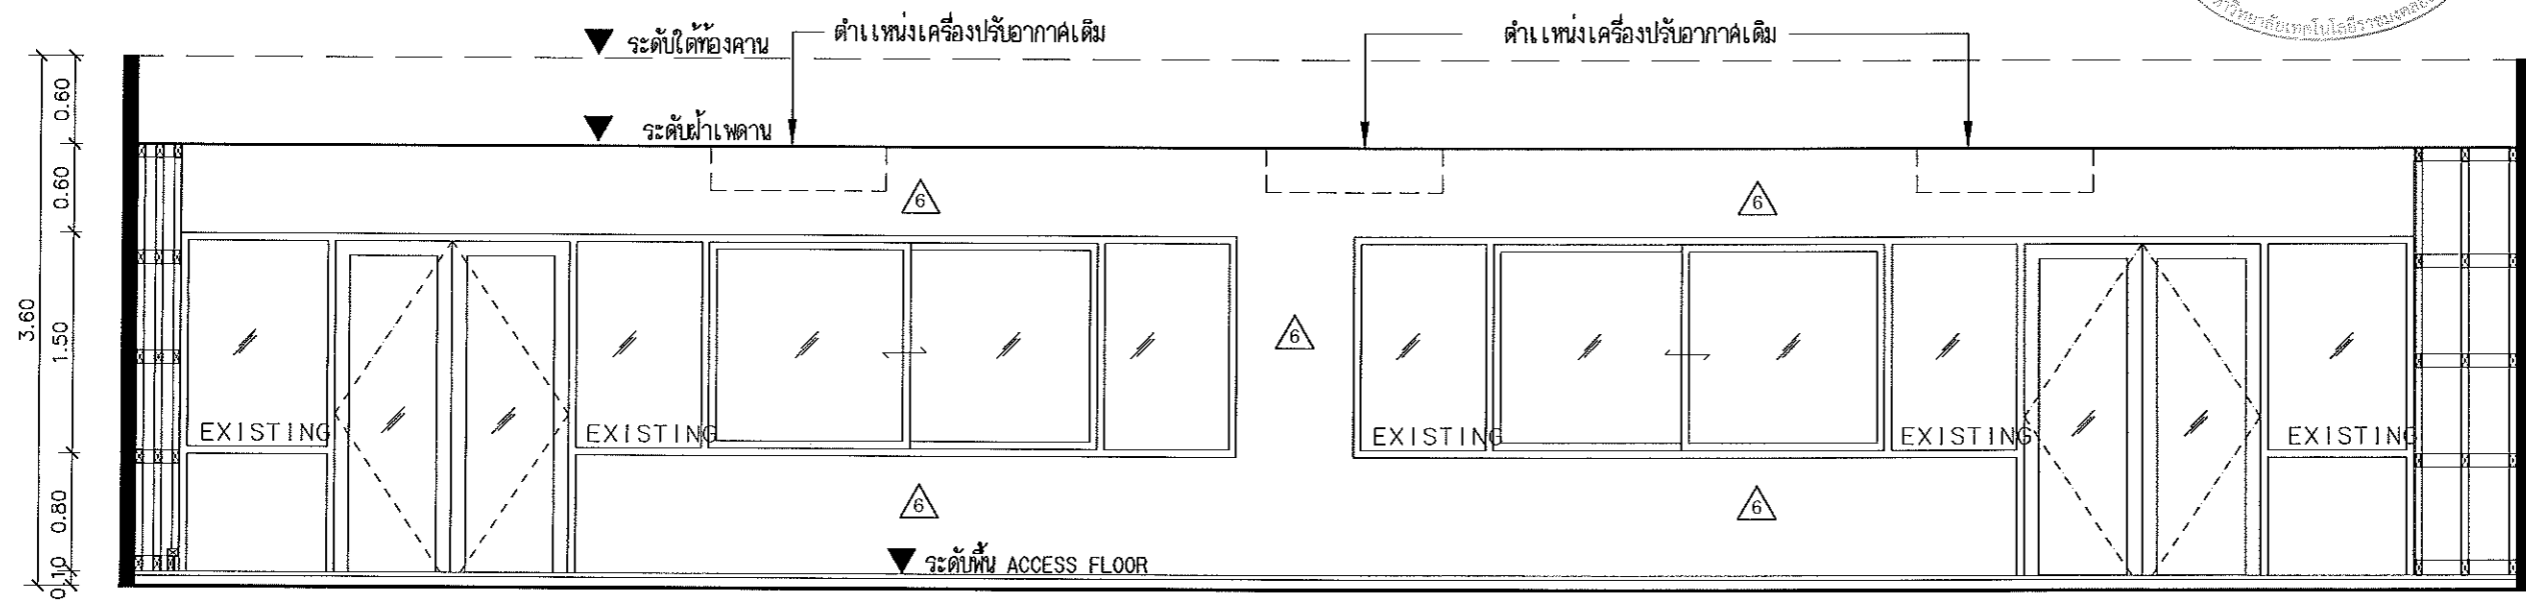 ระดับใต้ท้องคาน
ตำแหน่งเครื่องปรับอากาศเดิม
ตำแหน่งเครื่องปรับอากาศเดิม
0.60
ระดับฝ้าเพดาน
0.60
6
6
3.60
1.50
6
EXISTING
EXISTING
EXISTING
EXISTING
EXISTING
0.80
6
6
0.10
ระดับพื้น ACCESS FLOOR